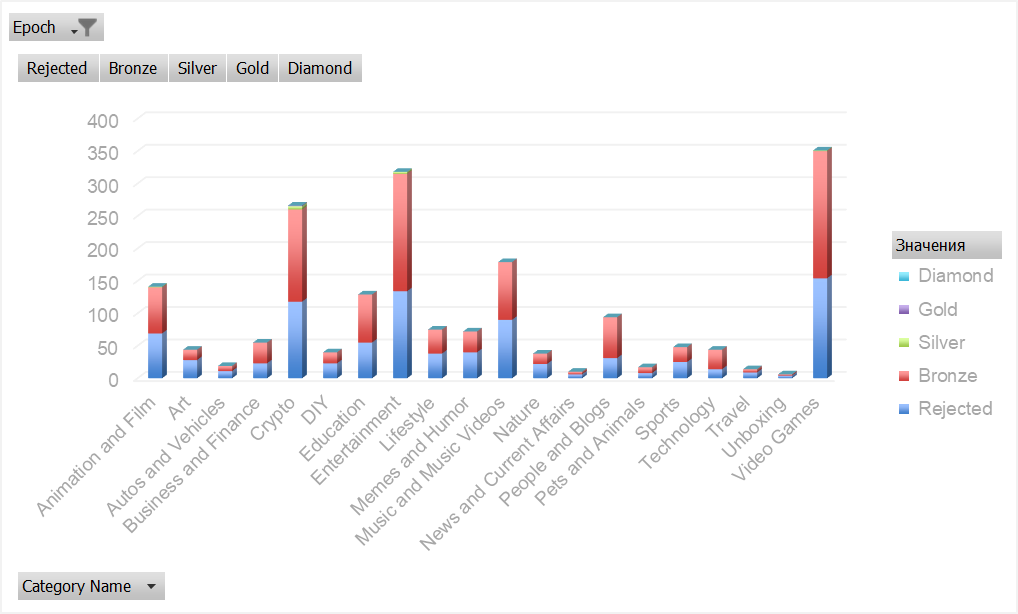 Epoch
Rejected Bronze Silver Gold Diamond
400
350
300
250
200
150
100
50
0
Animation and Film
Art
Autos and Vehicles
Business and Finance
Crypto
DIY
Education
Entertainment
Lifestyle
Memes and Humor
Music and Music Videos
Nature
News and Current Affairs
People and Blogs
Pets and Animals
Sports
Technology
Travel
Unboxing
Video Games
Значения
Diamond
Gold
Silver
Bronze
Rejected
Category Name